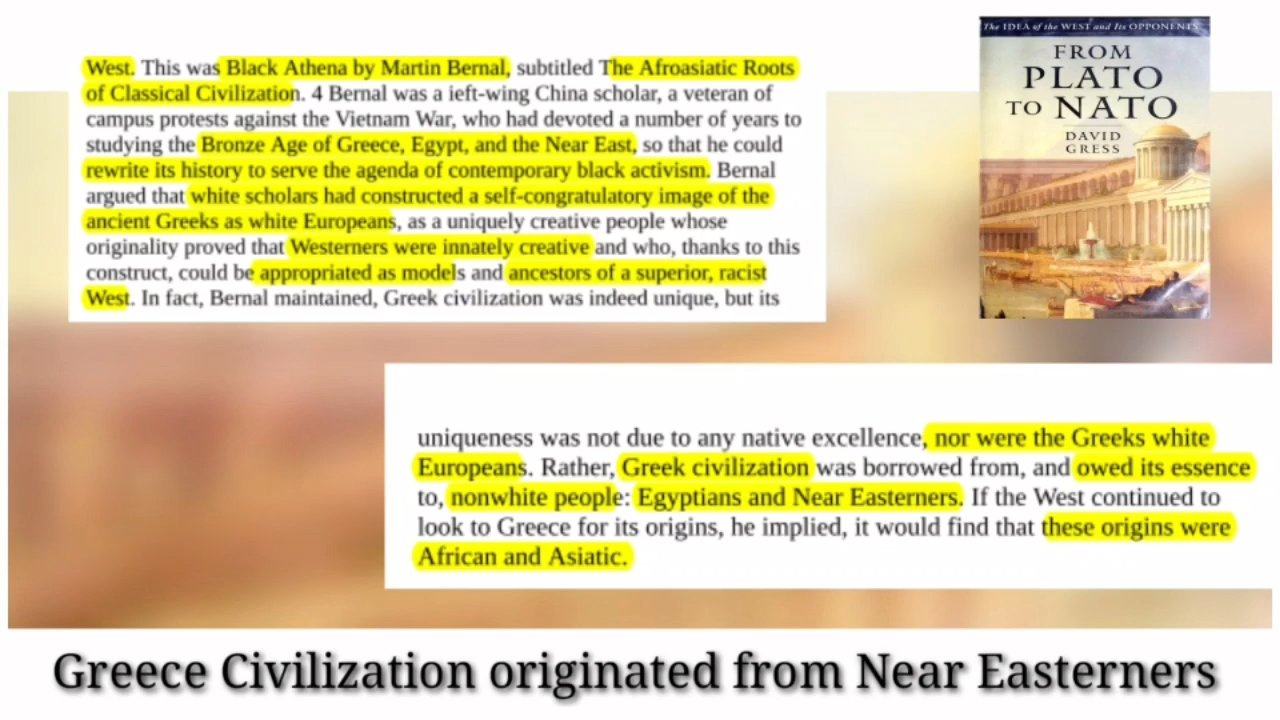 West. This was Black Athena by Martin Bernal, subtitled The Afroasiatic Roots
of Classical Civilization. 4 Bernal was a ieft-wing China scholar, a veteran of
campus protests against the Vietnam War, who had devoted a number of years to
studying the Bronze Age of Greece, Egypt, and the Near East, so that he could
rewrite its history to serve the agenda of contemporary black activism. Bernal
argued that white scholars had constructed a self-congratulatory image of the
ancient Greeks as white Europeans, as a uniquely creative people whose
originality proved that Westerners were innately creative and who, thanks to this
construct, could be appropriated as models and ancestors of a superior, racist
West. In fact, Bernal maintained, Greek civilization was indeed unique, but its
The IDEA of the WEST and Its OPPONENTS
FROM
PLATO
TO NATO
DAVID
GRESS
uniqueness was not due to any native excellence, nor were the Greeks white
Europeans. Rather, Greek civilization was borrowed from, and owed its essence
to, nonwhite people: Egyptians and Near Easterners. If the West continued to
look to Greece for its origins, he implied, it would find that these origins were
African and Asiatic.
Greece Civilization originated from Near Easterners